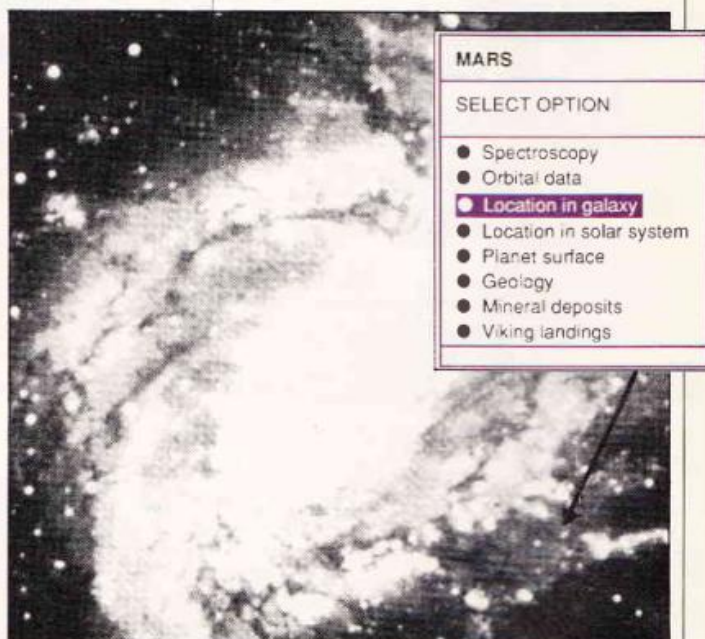 MARS
SELECT OPTION
● Spectroscopy
● Orbital data
● Location in galaxy
● Location in solar system
● Planet surface
● Geology
● Mineral deposits
● Viking landings